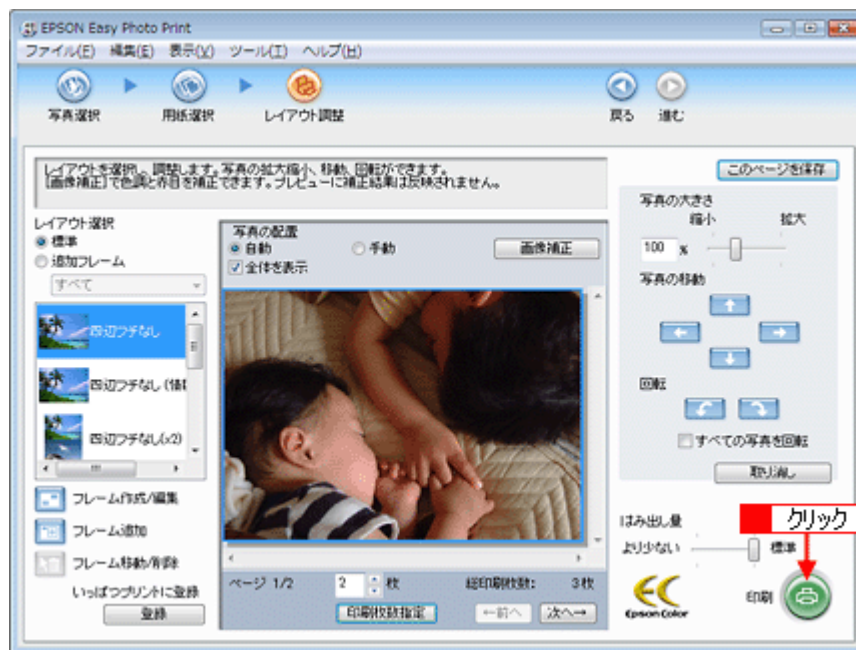 EPSON Easy Photo Print
ファイル(F) 編集(E) 表示(V) ツール(T) ヘルプ(H)
写真選択 用紙選択 レイアウト調整 戻る 進む
レイアウトを選択し、調整します。写真の拡大縮小、移動、回転ができます。
[画像補正]で色調と赤目を補正できます。プレビューに補正結果は反映されません。
このページを保存
レイアウト選択
標準
追加フレーム
すべて
四辺フチなし
四辺フチなし (情報
四辺フチなし(x2)
フレーム作成/編集
フレーム追加
フレーム移動/削除
いっぱつプリントに登録
登録
写真の配置
自動 手動 画像補正
全体を表示
ページ 1/2 2 枚 総印刷枚数: 3枚
印刷枚数指定 ←前へ 次へ→
写真の大きさ
縮小 拡大
100 %
写真の移動
回転
すべての写真を回転
取り消し
はみ出し量
クリック
より少ない 標準
Epson Color
印刷